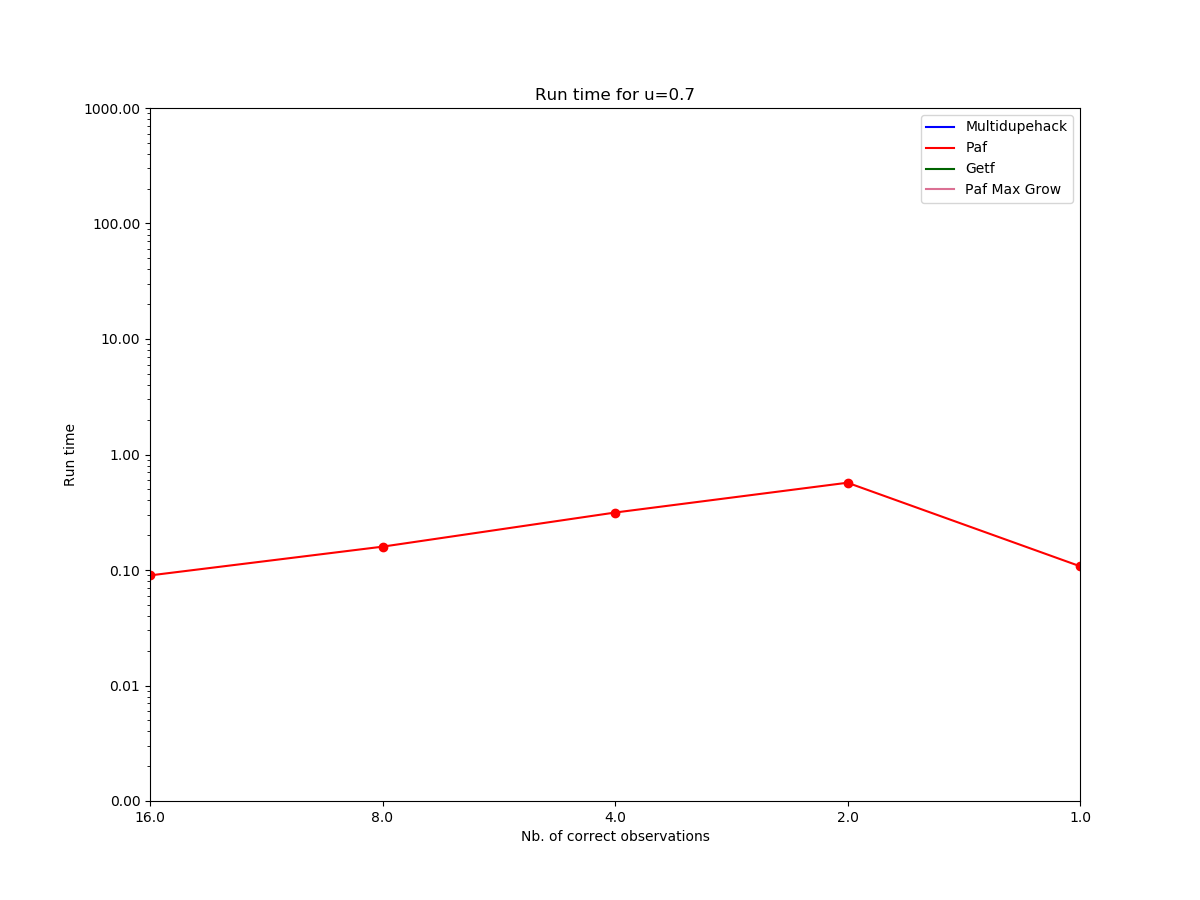 Run time for u=0.7
1000.00
100.00
10.00
1.00
0.10
0.01
0.00
Run time
Multidupehack
Paf
Getf
Paf Max Grow
16.0 8.0 4.0 2.0 1.0
Nb. of correct observations